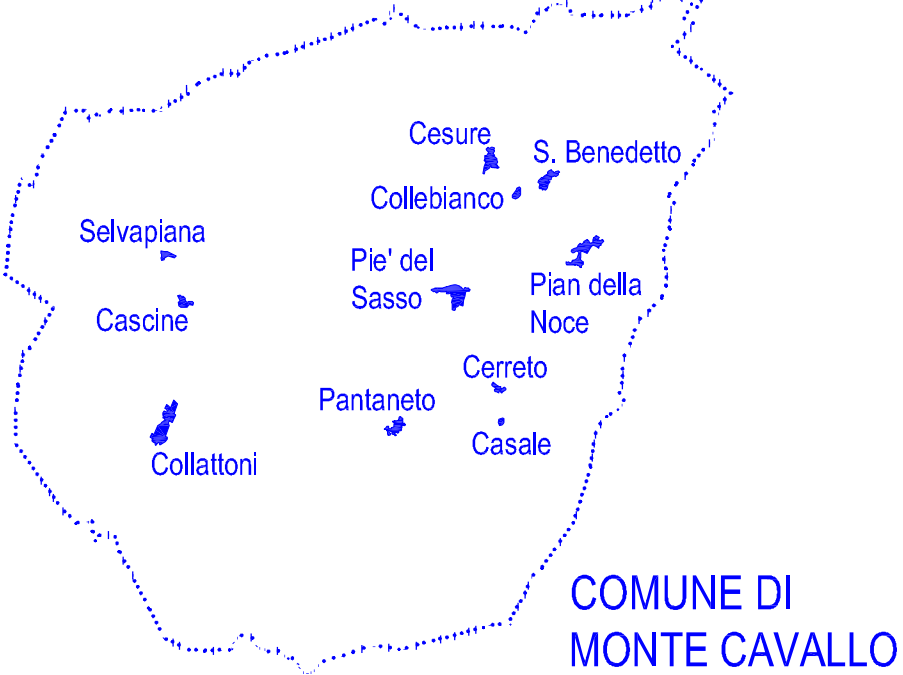 Cesure
S. Benedetto
Collebianco
Selvapiana
Pie' del
Sasso
Pian della
Noce
Cascine
Cerreto
Pantaneto
Casale
Collattoni
COMUNE DI
MONTE CAVALLO